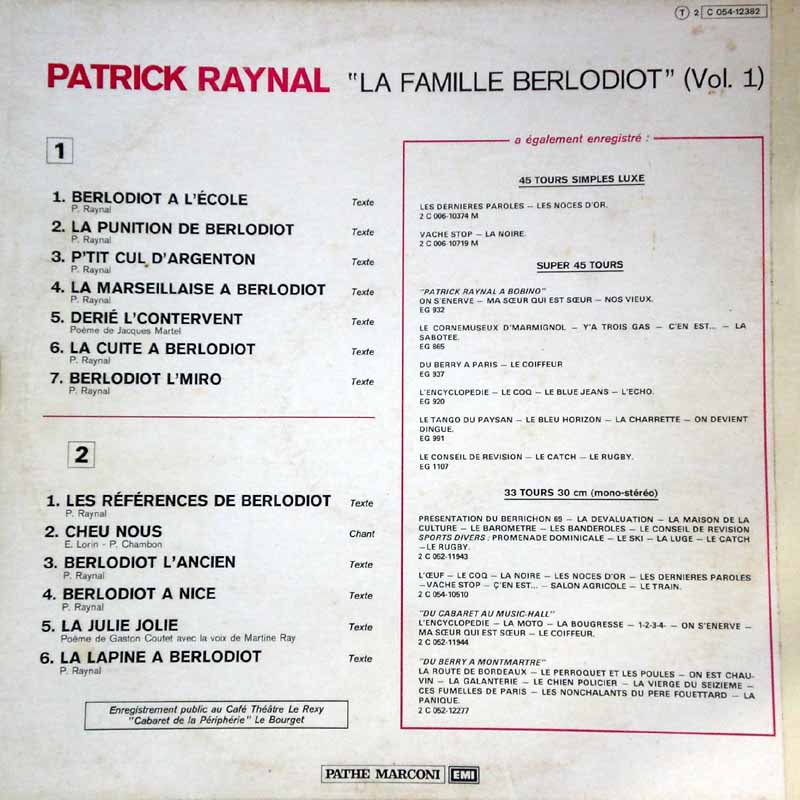 T 2 C 054-12382
PATRICK RAYNAL "LA FAMILLE BERLODIOT" (Vol. 1)
1
1. BERLODIOT A L'ÉCOLE Texte
P. Raynal
2. LA PUNITION DE BERLODIOT Texte
P. Raynal
3. P'TIT CUL D'ARGENTON Texte
P. Raynal
4. LA MARSEILLAISE A BERLODIOT Texte
P. Raynal
5. DERIÉ L'CONTERVENT Texte
Poème de Jacques Martel
6. LA CUITE A BERLODIOT Texte
P. Raynal
7. BERLODIOT L'MIRO Texte
P. Raynal
2
1. LES RÉFÉRENCES DE BERLODIOT Texte
P. Raynal
2. CHEU NOUS Chant
E. Lorin - P. Chambon
3. BERLODIOT L'ANCIEN Texte
P. Raynal
4. BERLODIOT A NICE Texte
P. Raynal
5. LA JULIE JOLIE Texte
Poème de Gaston Coutet avec la voix de Martine Ray
6. LA LAPINE A BERLODIOT Texte
P. Raynal
Enregistrement public au Café Théâtre Le Rexy
"Cabaret de la Périphérie" Le Bourget
a également enregistré :
45 TOURS SIMPLES LUXE
LES DERNIERES PAROLES – LES NOCES D'OR.
2 C 006-10374 M
VACHE STOP – LA NOIRE.
2 C 006-10719 M
SUPER 45 TOURS
"PATRICK RAYNAL A BOBINO"
ON S'ENERVE – MA SŒUR QUI EST SŒUR – NOS VIEUX.
EG 932
LE CORNEMUSEUX D'MARMIGNOL – Y'A TROIS GAS – C'EN EST... – LA
SABOTEE.
EG 865
DU BERRY A PARIS – LE COIFFEUR
EG 937
L'ENCYCLOPEDIE – LE COQ – LE BLUE JEANS – L'ECHO.
EG 920
LE TANGO DU PAYSAN – LE BLEU HORIZON – LA CHARRETTE – ON DEVIENT
DINGUE.
EG 991
LE CONSEIL DE REVISION – LE CATCH – LE RUGBY.
EG 1107
33 TOURS 30 cm (mono-stéréo)
PRESENTATION DU BERRICHON 69 – LA DEVALUATION – LA MAISON DE LA
CULTURE – LE BAROMETRE – LES BANDEROLES – LE CONSEIL DE REVISION
SPORTS DIVERS : PROMENADE DOMINICALE – LE SKI – LA LUGE – LE CATCH
–LE RUGBY.
2 C 052-11943
L'ŒUF – LE COQ – LA NOIRE – LES NOCES D'OR – LES DERNIERES PAROLES
–VACHE STOP – Ç'EN EST... – SALON AGRICOLE – LE TRAIN.
2 C 054-10510
"DU CABARET AU MUSIC-HALL"
L'ENCYCLOPEDIE – LA MOTO – LA BOUGRESSE – 1-2-3-4- – ON S'ENERVE –
MA SŒUR QUI EST SŒUR – LE COIFFEUR.
2 C 052-11944
"DU BERRY A MONTMARTRE"
LA ROUTE DE BORDEAUX – LE PERROQUET ET LES POULES – ON EST CHAU-
VIN – LA GALANTERIE – LE CHIEN POLICIER – LA VIERGE DU SEIZIEME –
CES FUMELLES DE PARIS – LES NONCHALANTS DU PERE FOUETTARD – LA
PANIQUE.
2 C 052-12277
PATHE MARCONI EMI